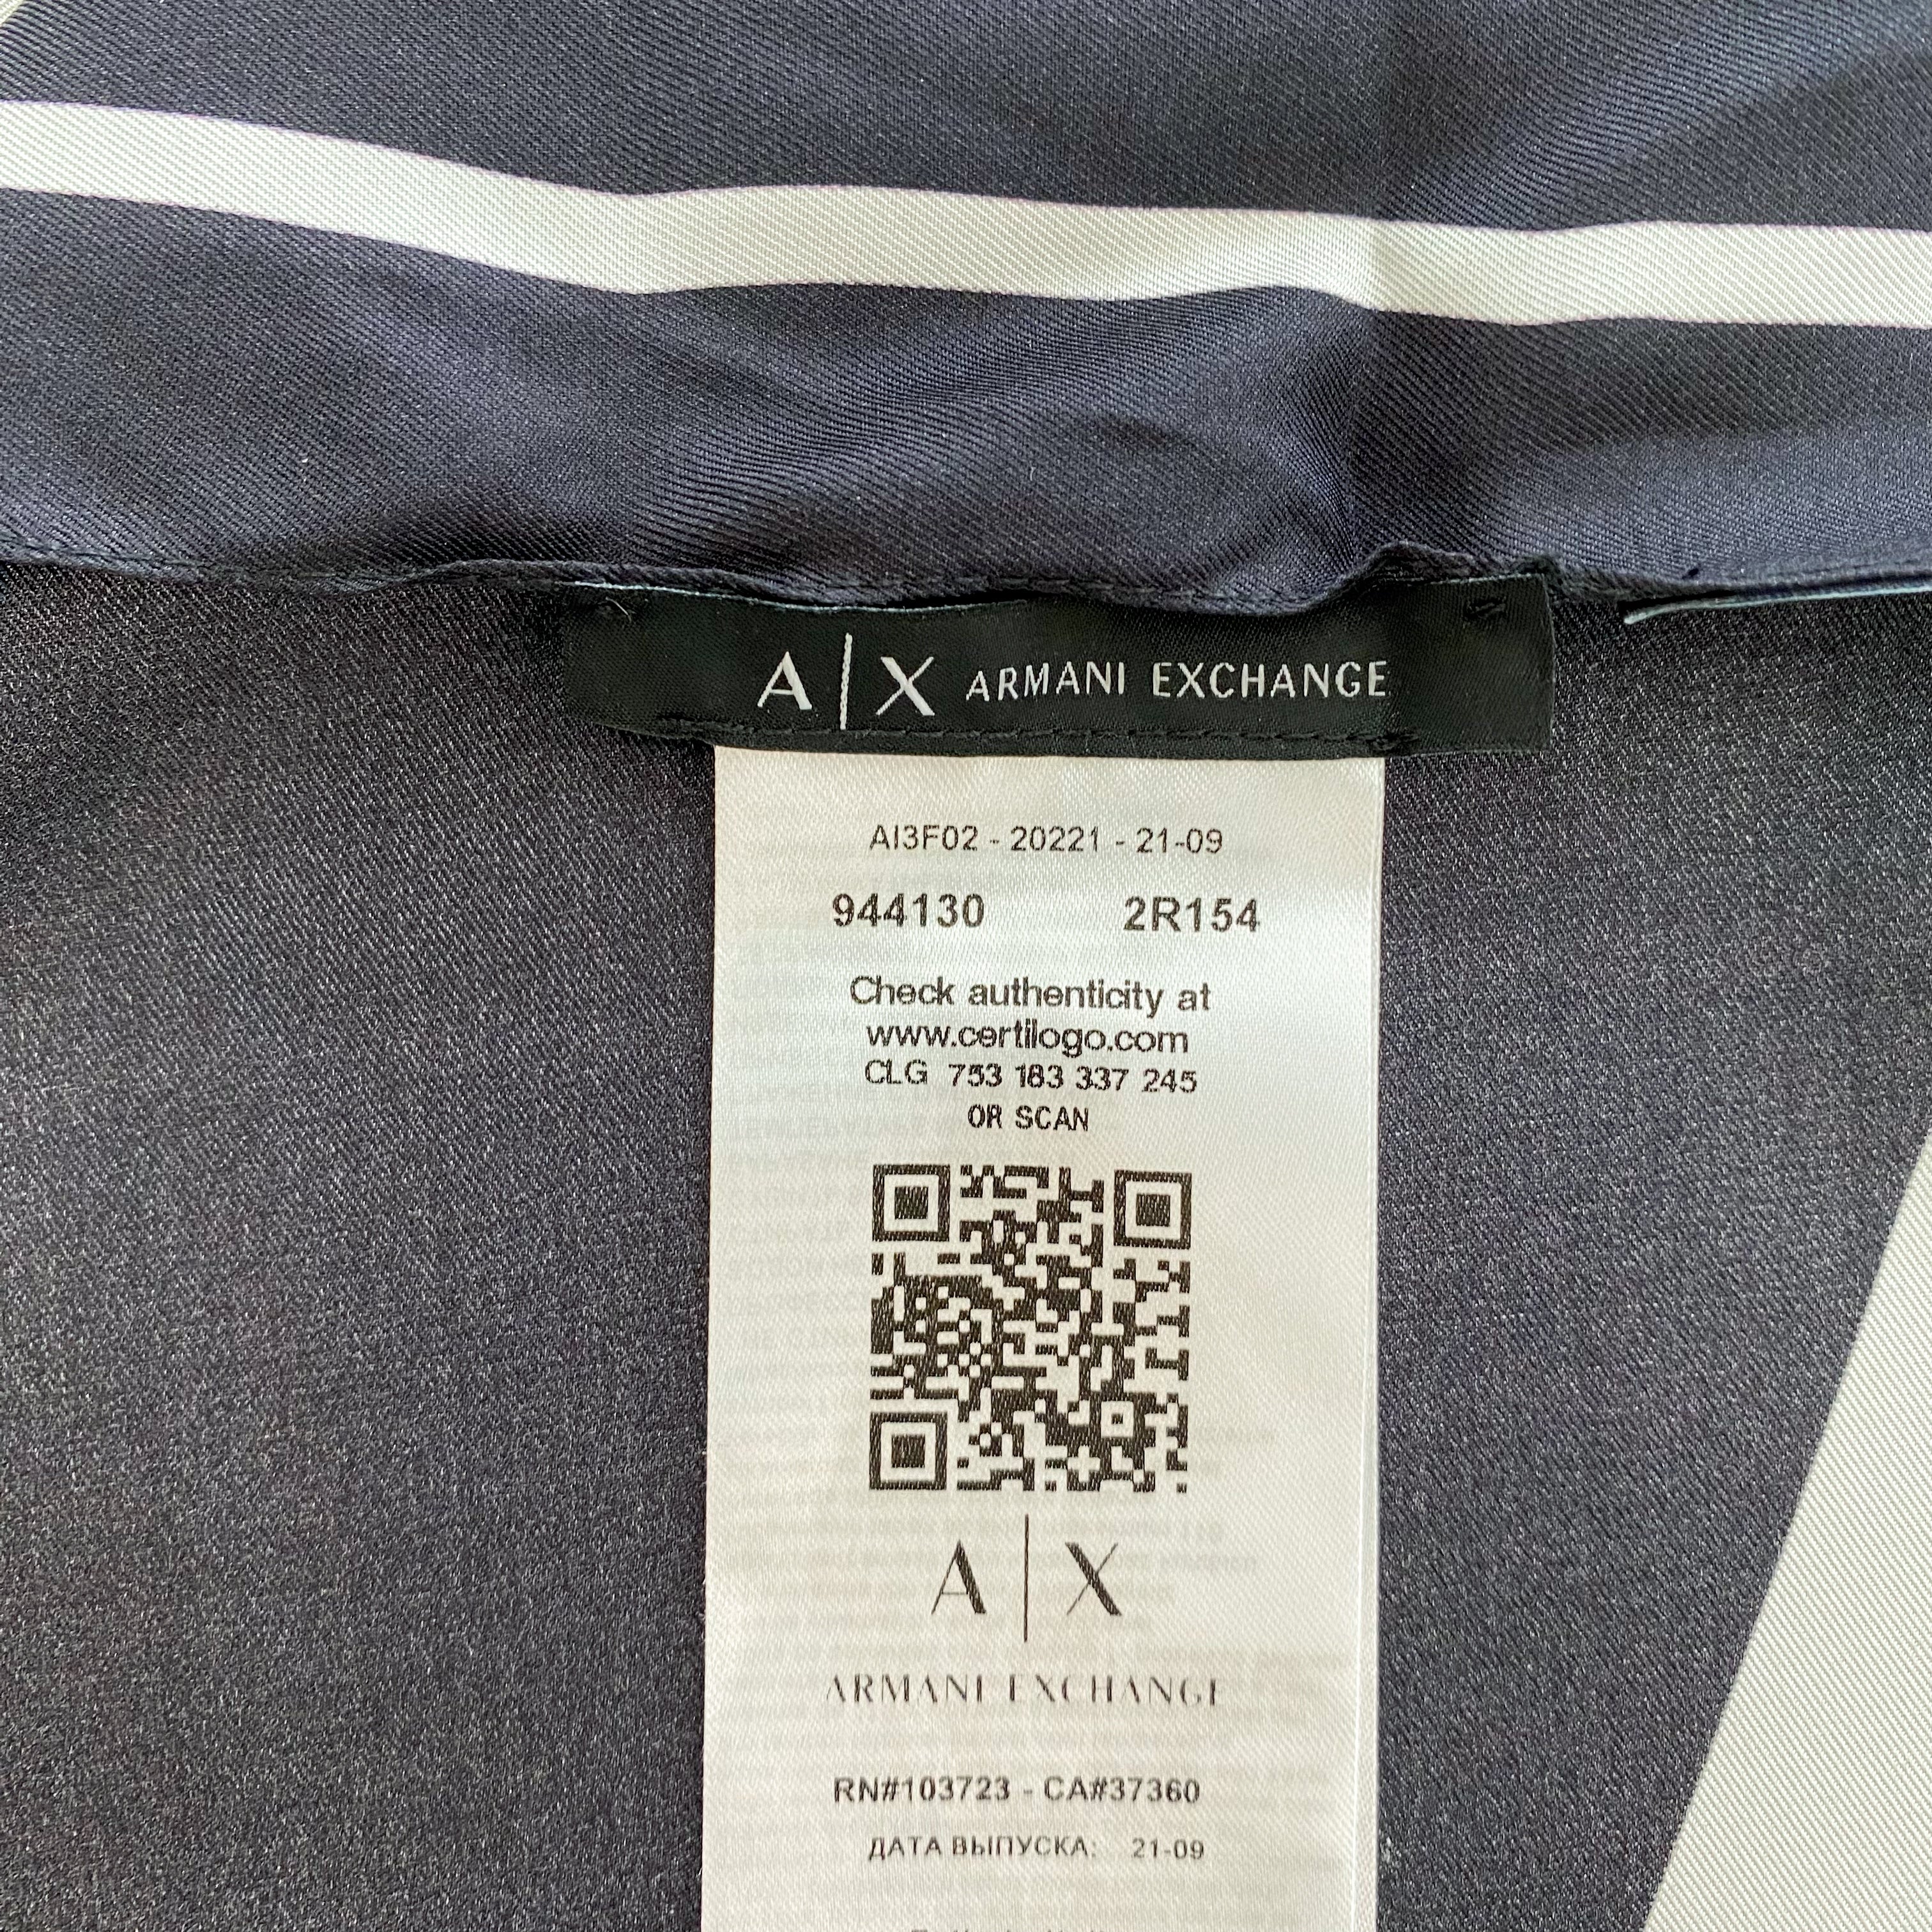 A|X ARMANI EXCHANGE
AI3F02 - 20221 - 21-09
944130 2R154
Check authenticity at
www.certilogo.com
CLG 753 183 337 245
OR SCAN
A|X
ARMANI EXCHANGE
RN#103723 - CA#37360
ДАТА ВЫПУСКА: 21-09